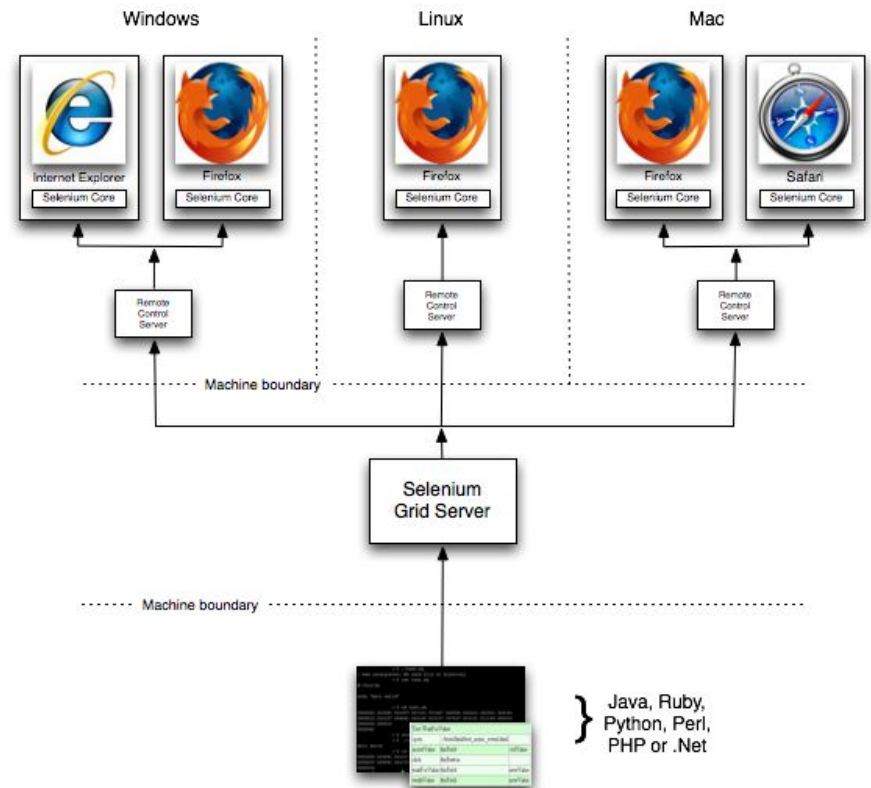 Windows
Linux
Mac
Internet Explorer
Selenium Core
Firefox
Selenium Core
Firefox
Selenium Core
Firefox
Selenium Core
Safari
Selenium Core
Remote
Control
Server
Remote
Control
Server
Remote
Control
Server
Machine boundary
Selenium
Grid Server
Machine boundary
Java, Ruby,
Python, Perl,
PHP or .Net